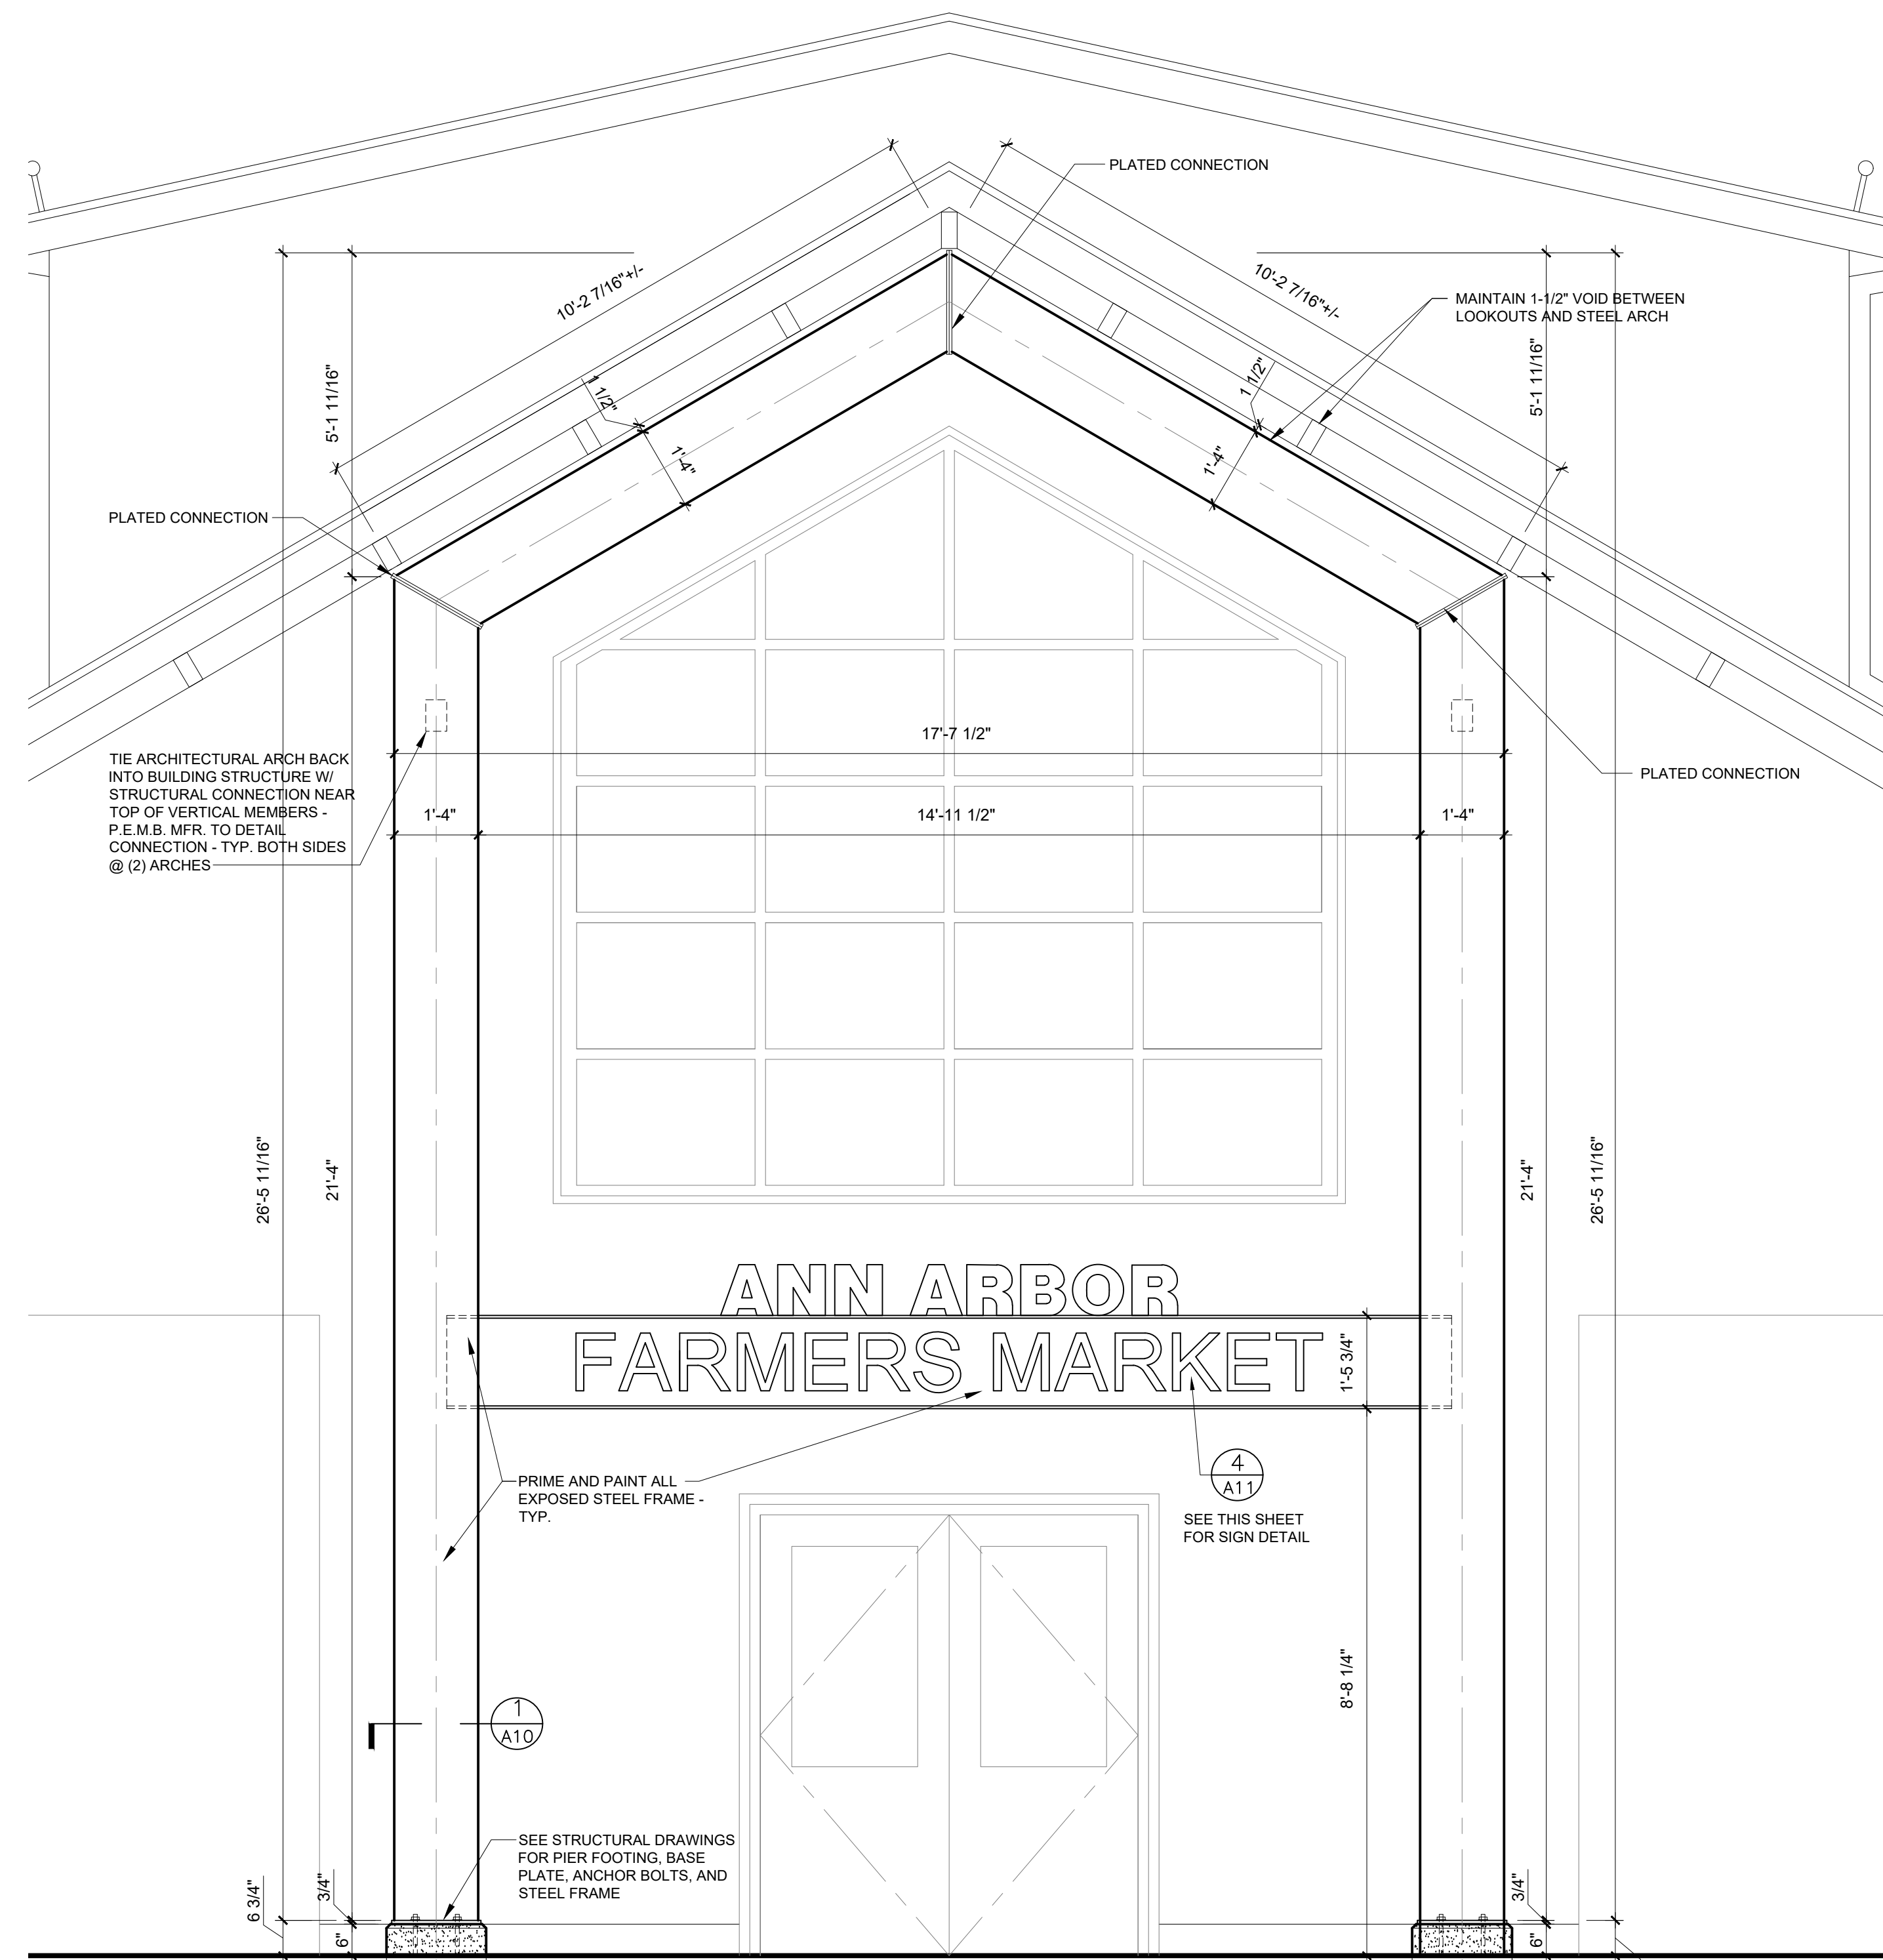 PLATED CONNECTION
10'-2 7/16"+/-
10'-2 7/16"+/-
MAINTAIN 1-1/2" VOID BETWEEN
LOOKOUTS AND STEEL ARCH
5'-1 11/16"
1 1/2"
1 1/2"
5'-1 11/16"
1'-4"
1'-4"
PLATED CONNECTION
17'-7 1/2"
TIE ARCHITECTURAL ARCH BACK
INTO BUILDING STRUCTURE W/
STRUCTURAL CONNECTION NEAR
TOP OF VERTICAL MEMBERS -
P.E.M.B. MFR. TO DETAIL
CONNECTION - TYP. BOTH SIDES
@ (2) ARCHES
PLATED CONNECTION
1'-4"
14'-11 1/2"
1'-4"
26'-5 11/16"
21'-4"
21'-4"
26'-5 11/16"
ANN ARBOR
FARMERS MARKET
1'-5 3/4"
PRIME AND PAINT ALL
EXPOSED STEEL FRAME -
TYP.
4
A11
SEE THIS SHEET
FOR SIGN DETAIL
8'-8 1/4"
1
A10
SEE STRUCTURAL DRAWINGS
FOR PIER FOOTING, BASE
PLATE, ANCHOR BOLTS, AND
STEEL FRAME
6 3/4"
3/4"
3/4"
6"
6"